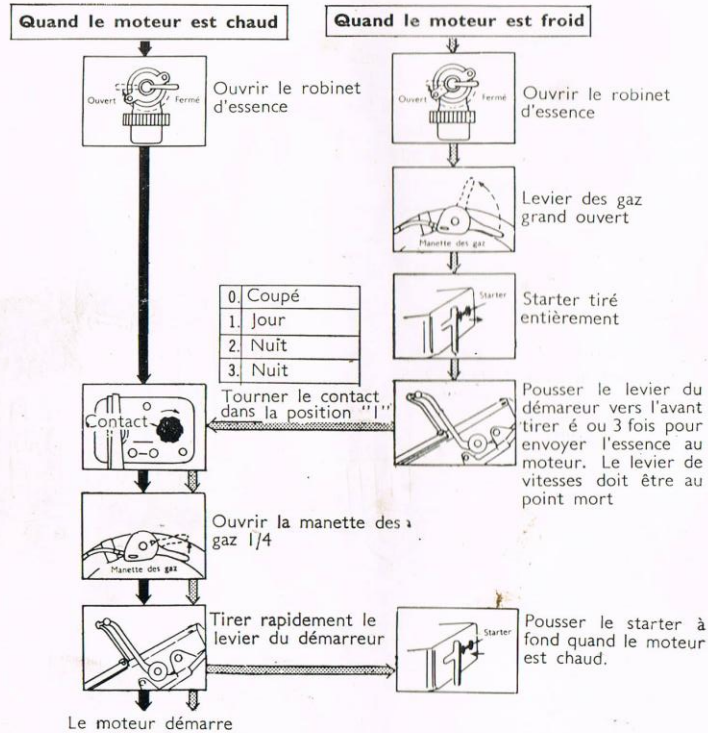 Quand le moteur est chaud
Quand le moteur est froid
Ouvert
Fermé
Ouvrir le robinet
d'essence
Ouvert
Fermé
Ouvrir le robinet
d'essence
Manette des gaz
Levier des gaz
grand ouvert
Starter
Starter tiré
entièrement
0. Coupé
1. Jour
2. Nuit
3. Nuit
Pousser le levier du
démareur vers l'avant
tirer é ou 3 fois pour
envoyer l'essence au
moteur. Le levier de
vitesses doit être au
point mort
Tourner le contact
dans la position "I"
Contact
Manette des gaz
Ouvrir la manette des
gaz 1/4
Tirer rapidement le
levier du démarreur
Starter
Pousser le starter à
fond quand le moteur
est chaud.
Le moteur démarre